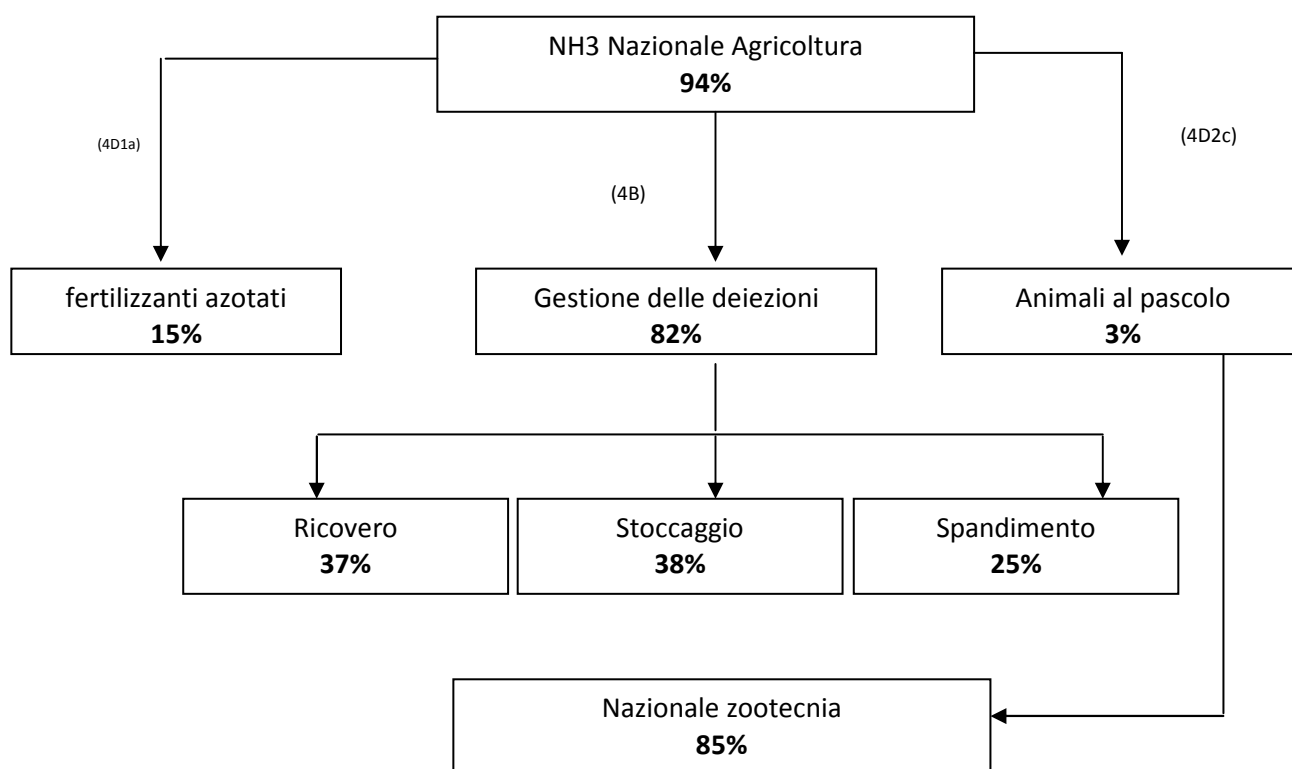 NH3 Nazionale Agricoltura
94%
(4D1a)
(4B)
(4D2c)
fertilizzanti azotati
15%
Gestione delle deiezioni
82%
Animali al pascolo
3%
Ricovero
37%
Stoccaggio
38%
Spandimento
25%
Nazionale zootecnia
85%